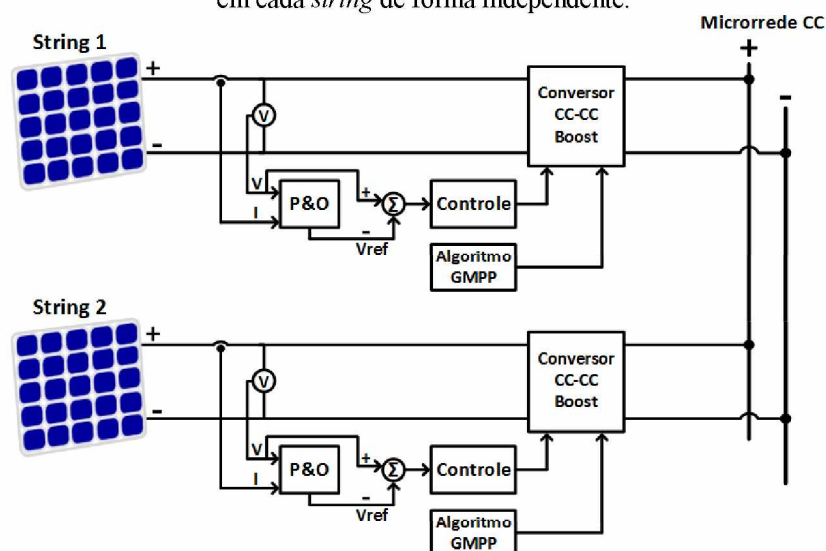 em cada string de forma independente.
Microrrede CC
+
-
String 1
+
-
V
Conversor
CC-CC
Boost
V
I
P&O
+
-
Σ
Vref
Controle
Algoritmo
GMPP
String 2
+
-
V
Conversor
CC-CC
Boost
V
I
P&O
+
-
Σ
Vref
Controle
Algoritmo
GMPP